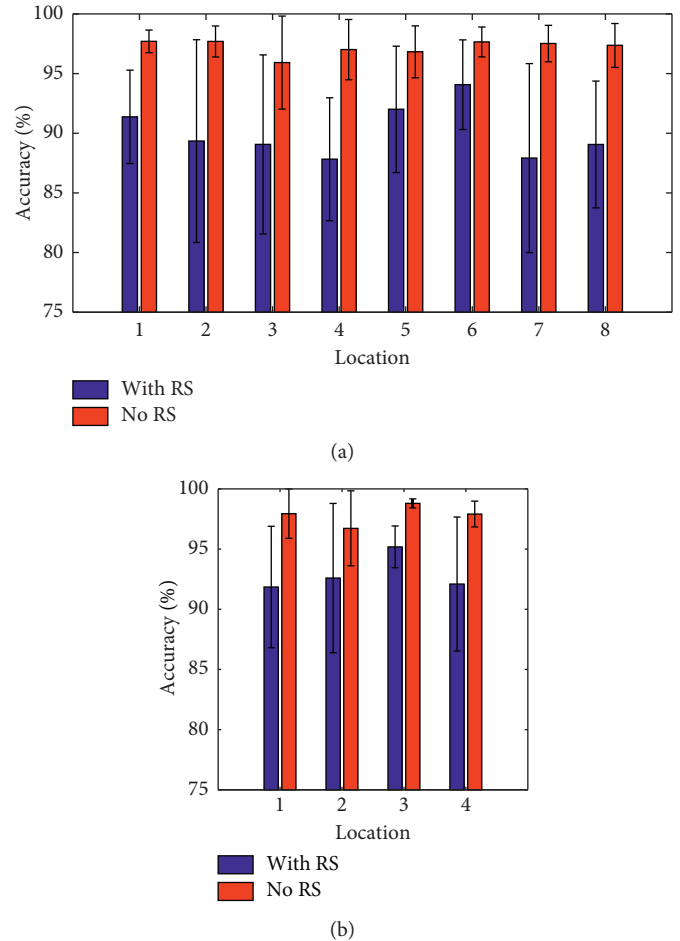 100
95
90
85
80
75
Accuracy (%)
1 2 3 4 5 6 7 8
Location
With RS
No RS
(a)
100
95
90
85
80
75
Accuracy (%)
1 2 3 4
Location
With RS
No RS
(b)